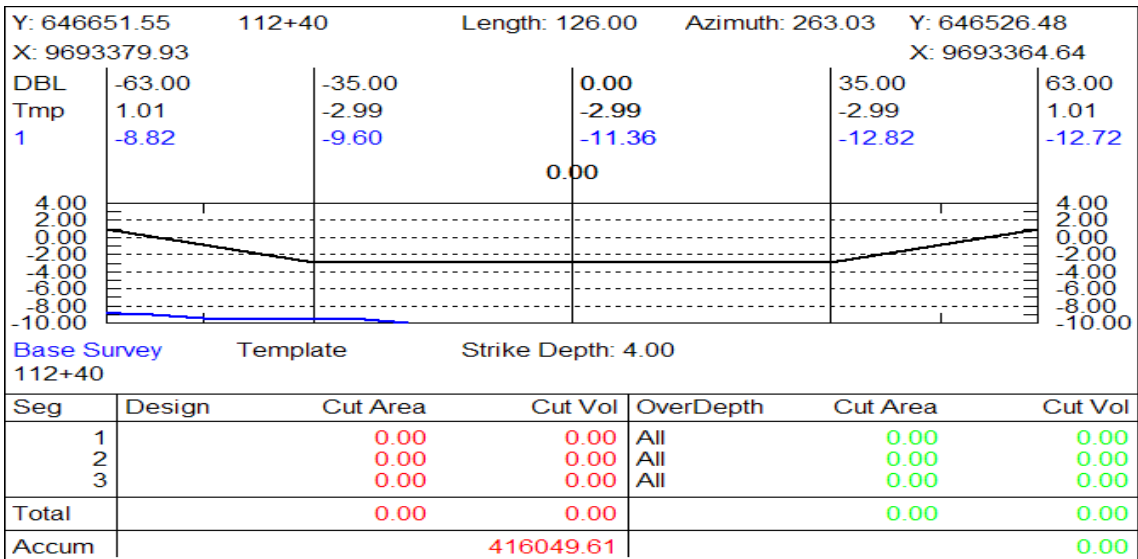 Y: 646651.55 112+40 Length: 126.00 Azimuth: 263.03 Y: 646526.48
X: 9693379.93 X: 9693364.64
DBL -63.00 -35.00 0.00 35.00 63.00
Tmp 1.01 -2.99 -2.99 -2.99 1.01
1 -8.82 -9.60 -11.36 -12.82 -12.72
0.00
4.00 4.00
2.00 2.00
0.00 0.00
-2.00 -2.00
-4.00 -4.00
-6.00 -6.00
-8.00 -8.00
-10.00 -10.00
Base Survey Template Strike Depth: 4.00
112+40
Seg Design Cut Area Cut Vol OverDepth Cut Area Cut Vol
1 0.00 0.00 All 0.00 0.00
2 0.00 0.00 All 0.00 0.00
3 0.00 0.00 All 0.00 0.00
Total 0.00 0.00 0.00 0.00
Accum 416049.61 0.00